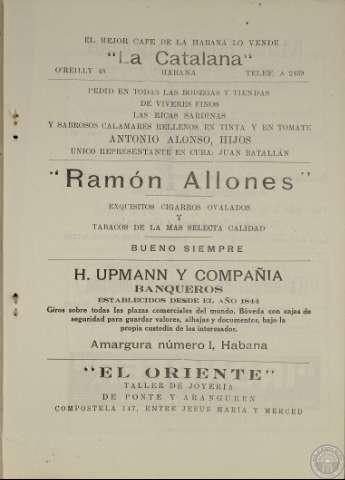 EL MEJOR CAFE DE LA HABANA LO VENDE
"La Catalana"
O'REILLY 48 HABANA TELEF. A 2859
PEDID EN TODAS LAS BODEGAS Y TIENDAS
DE VIVERES FINOS
LAS RICAS SARDINAS
Y SABROSOS CALAMARES RELLENOS EN TINTA Y EN TOMATE
ANTONIO ALONSO, HIJOS
UNICO REPRESENTANTE EN CUBA: JUAN BATALLÁN
"Ramón Allones"
EXQUISITOS CIGARROS OVALADOS
Y
TABACOS DE LA MAS SELECTA CALIDAD
BUENO SIEMPRE
H. UPMANN Y COMPAÑIA
BANQUEROS
ESTABLECIDOS DESDE EL AÑO 1844
Giros sobre todas las plazas comerciales del mundo. Bóveda con cajas de
seguridad para guardar valores, alhajas y documentos, bajo la
propia custodia de los interesados.
Amargura número 1, Habana
"EL ORIENTE"
TALLER DE JOYERIA
DE PONTE Y ARANGUREN
COMPOSTELA 147, ENTRE JESUS MARIA Y MERCED